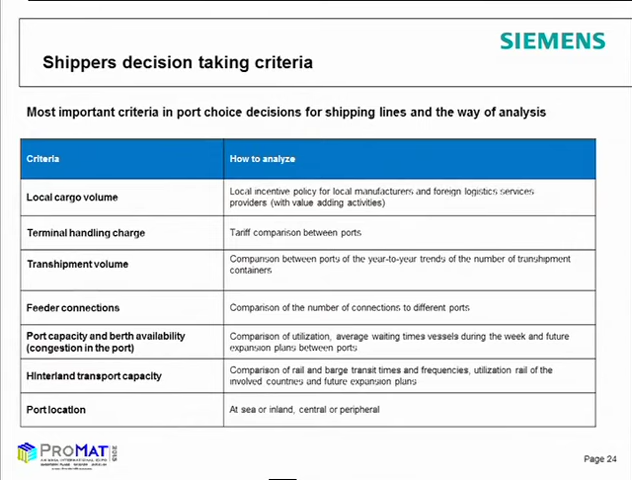 SIEMENS
Shippers decision taking criteria
Most important criteria in port choice decisions for shipping lines and the way of analysis
Criteria
How to analyze
Local cargo volume
Local incentive policy for local manufacturers and foreign logistics services
providers (with value adding activities)
Terminal handling charge
Tariff comparison between ports
Transhipment volume
Comparison between ports of the year-to-year trends of the number of transhipment
containers
Feeder connections
Comparison of the number of connections to different ports
Port capacity and berth availability
(congestion in the port)
Comparison of utilization, average waiting times vessels during the week and future
expansion plans between ports
Hinterland transport capacity
Comparison of rail and barge transit times and frequencies, utilization rail of the
involved countries and future expansion plans
Port location
At sea or inland, central or peripheral
PROMAT
2013
Page 24